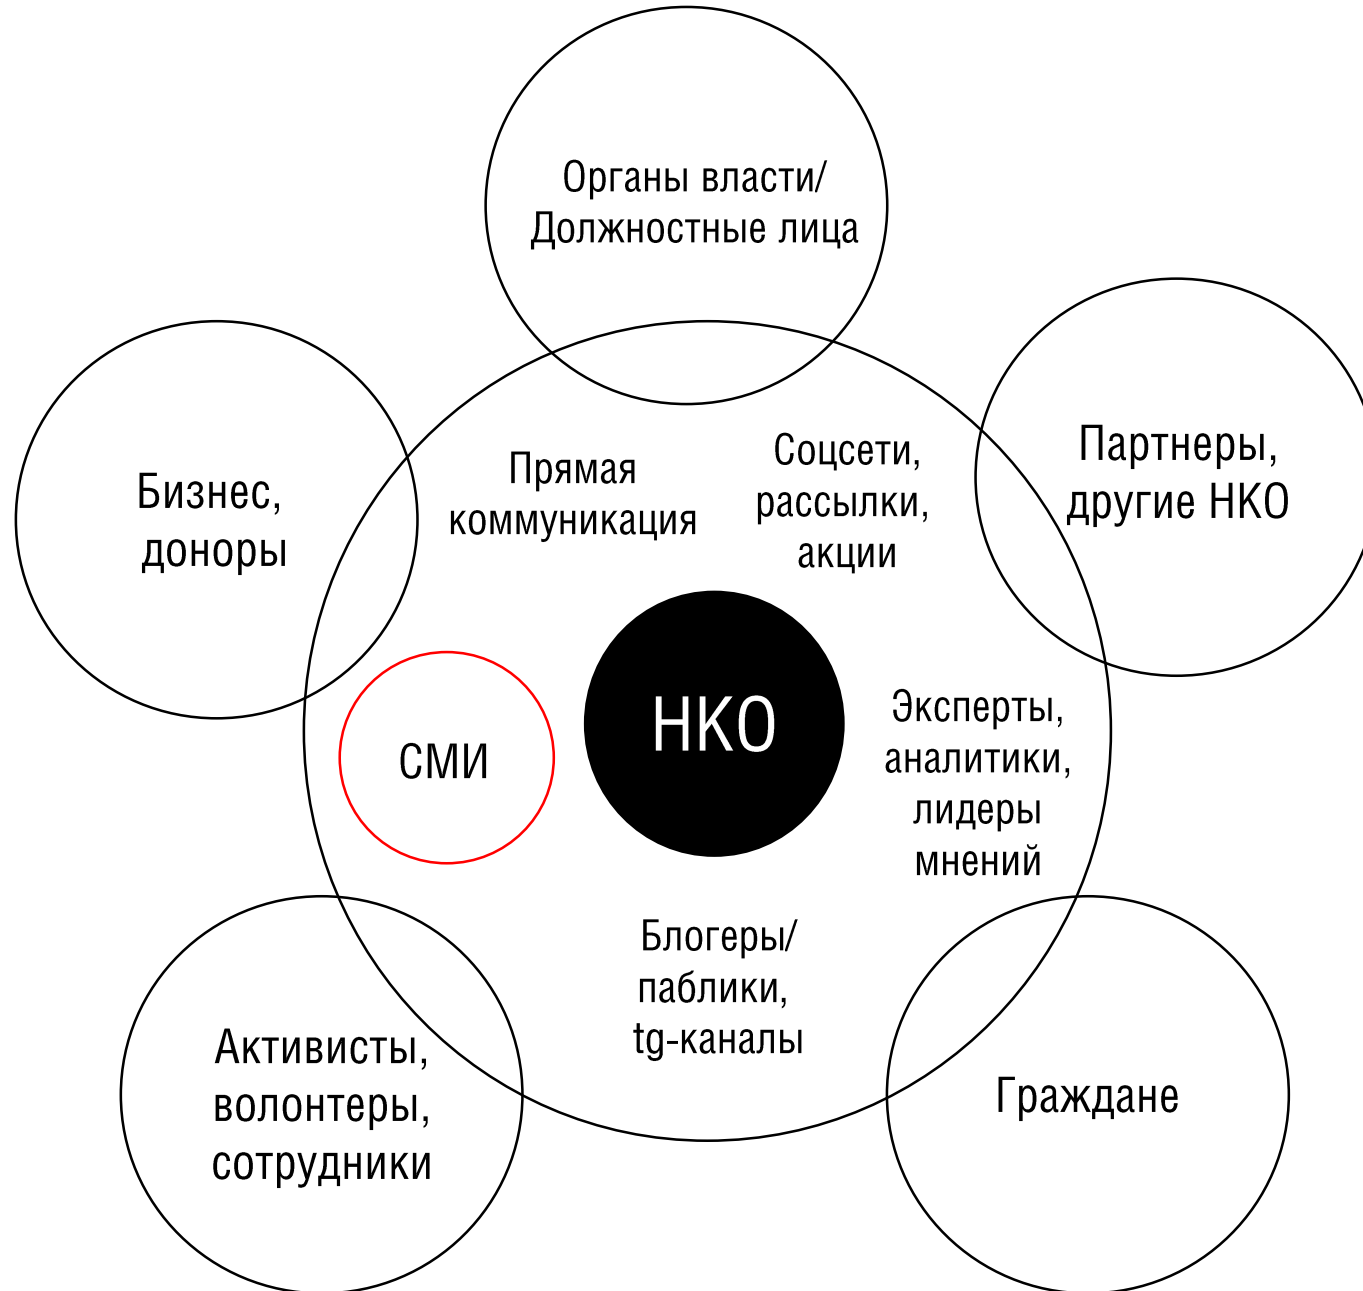 Органы власти/
Должностные лица
Партнеры,
другие НКО
Бизнес,
доноры
Прямая
коммуникация
Соцсети,
рассылки,
акции
СМИ
НКО
Эксперты,
аналитики,
лидеры
мнений
Блогеры/
паблики,
tg-каналы
Активисты,
волонтеры,
сотрудники
Граждане